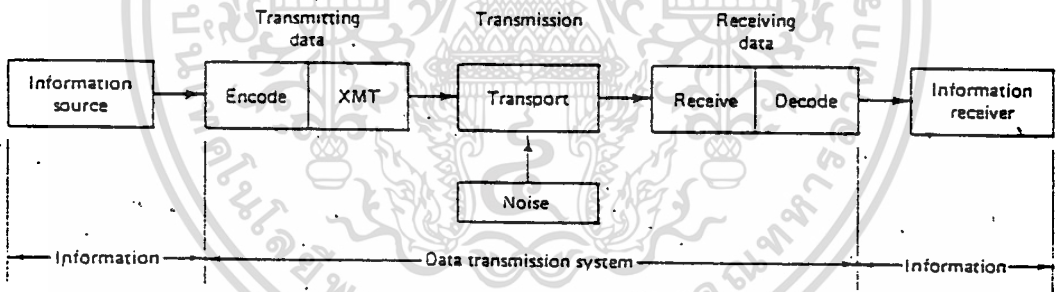 Transmitting
data
Transmission
Receiving
data
Information
source
Encode
XMT
Transport
Receive
Decode
Information
receiver
Noise
Information
Data transmission system
Information